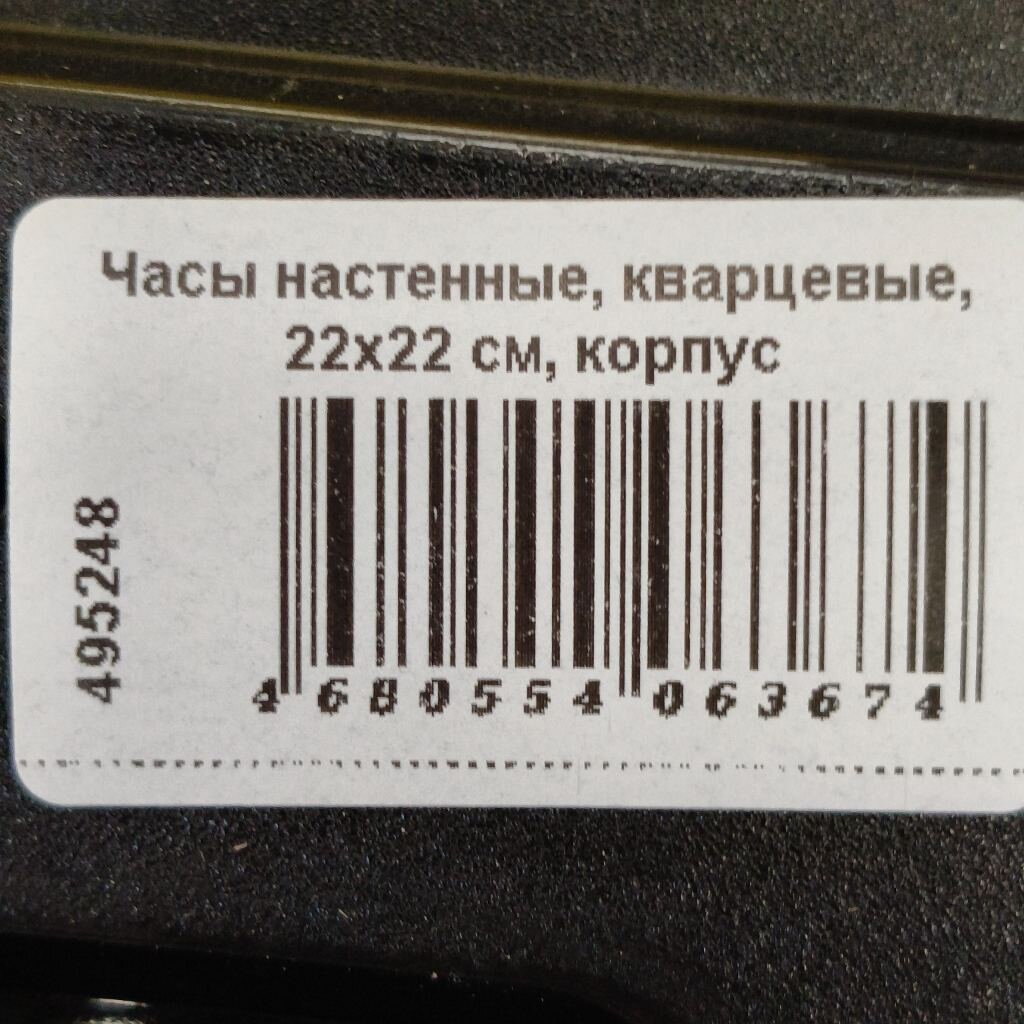 Часы настенные, кварцевые,
22х22 см, корпус
495248
4 680554 063674